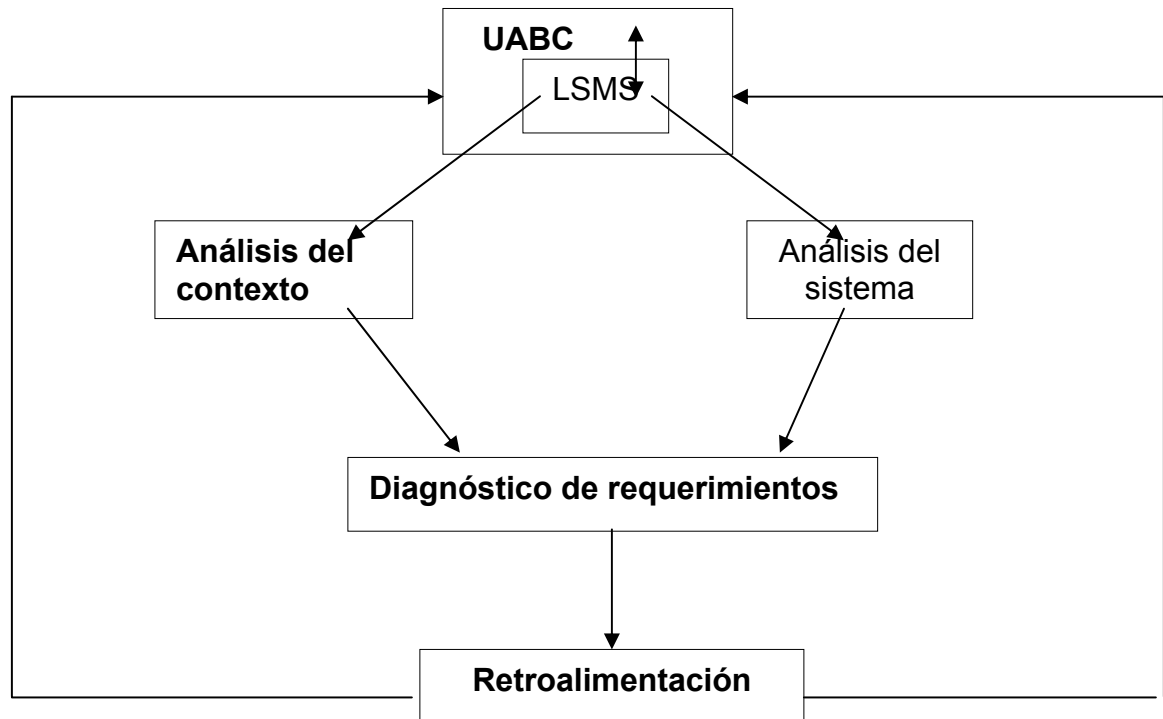 UABC
LSMS
Análisis del
contexto
Análisis del
sistema
Diagnóstico de requerimientos
Retroalimentación